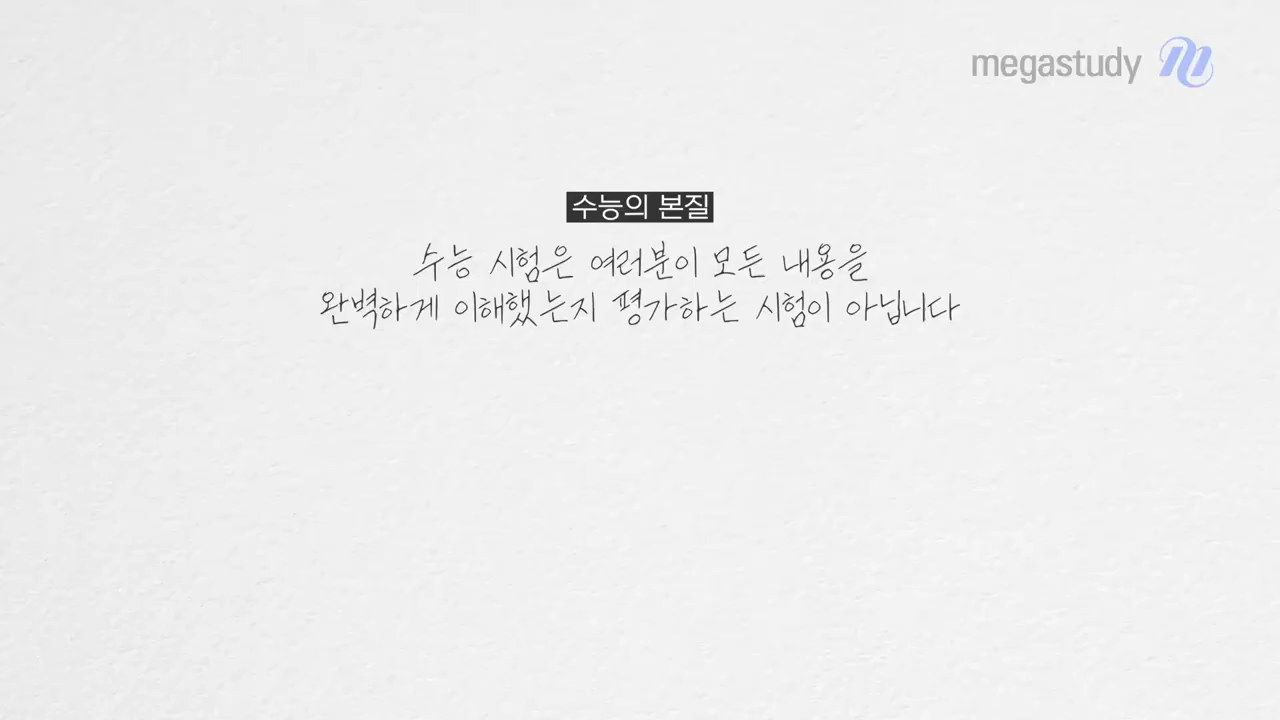 megastudy
수능의 본질
수능 시험은 여러분이 모든 내용을
완벽하게 이해했는지 평가하는 시험이 아닙니다